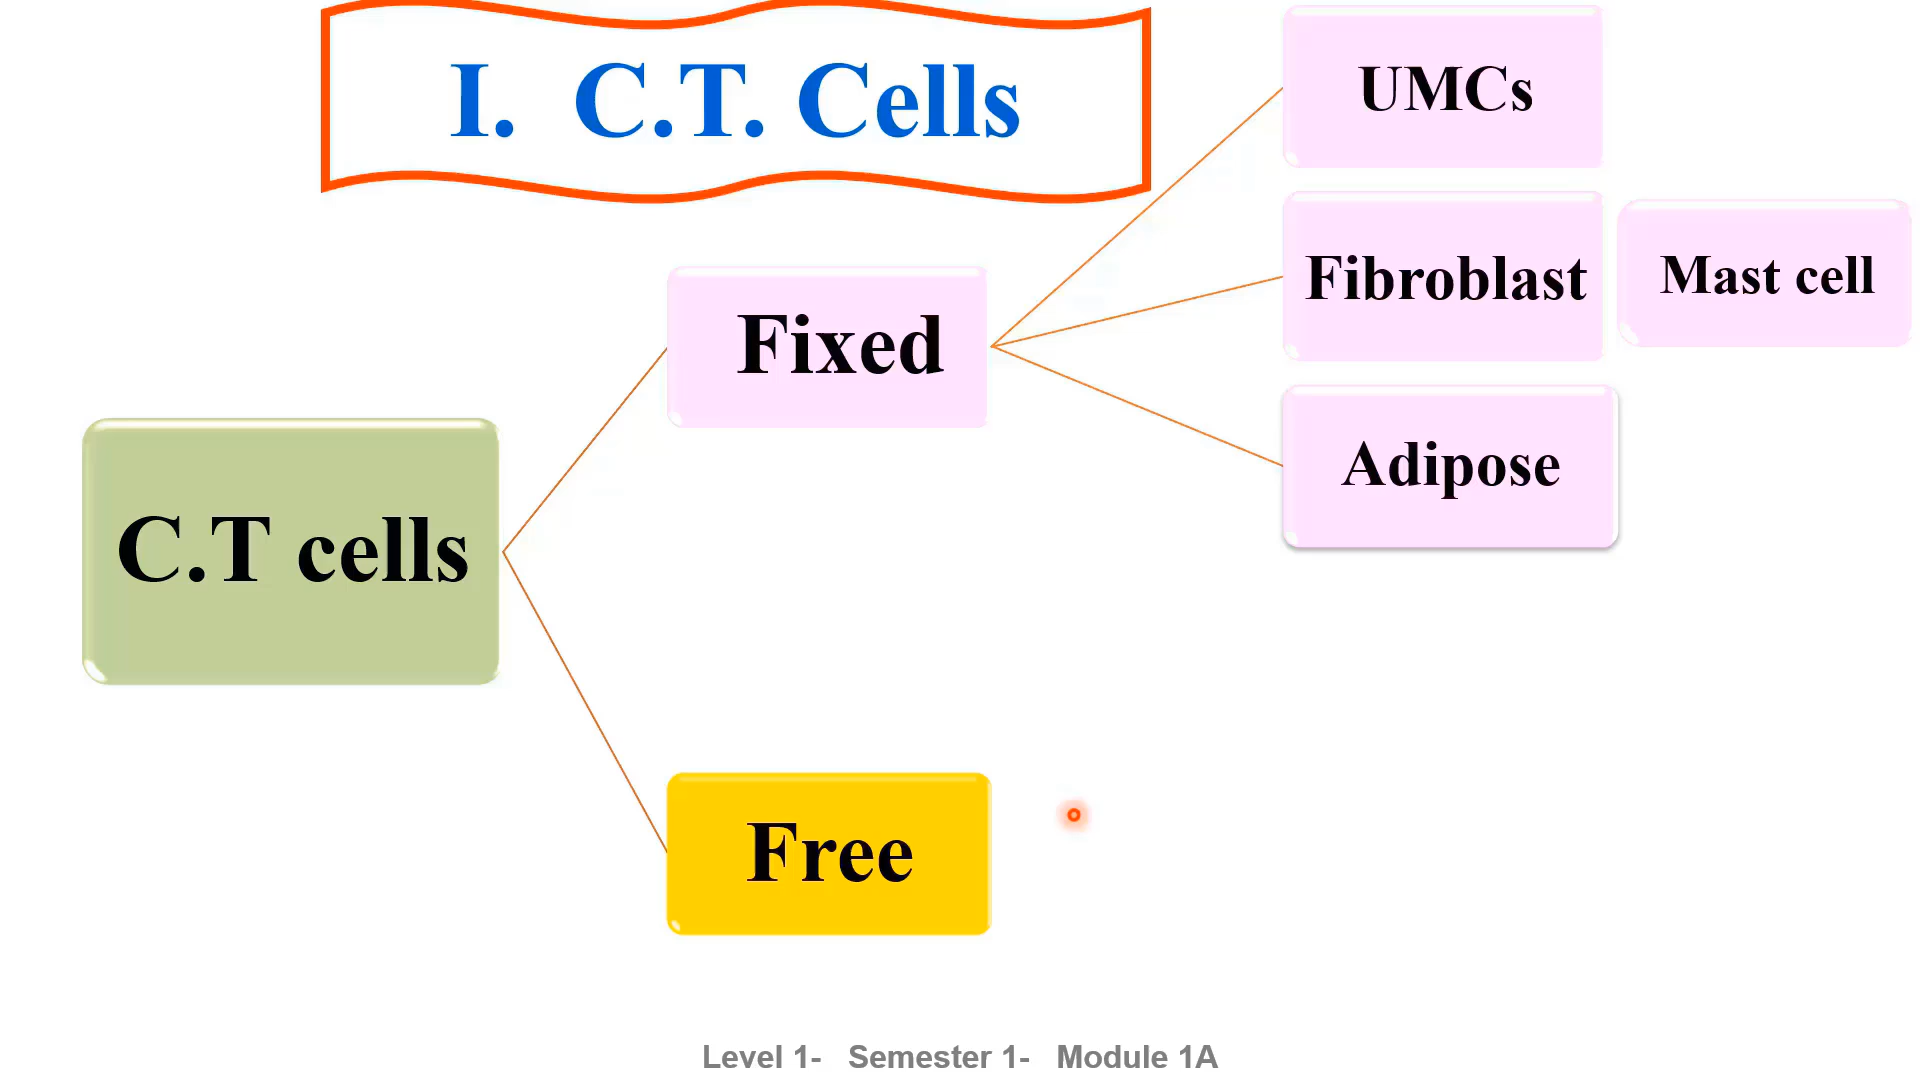 I. C.T. Cells
UMCs
Fibroblast
Mast cell
Fixed
Adipose
C.T cells
Free
Level 1- Semester 1- Module 1A